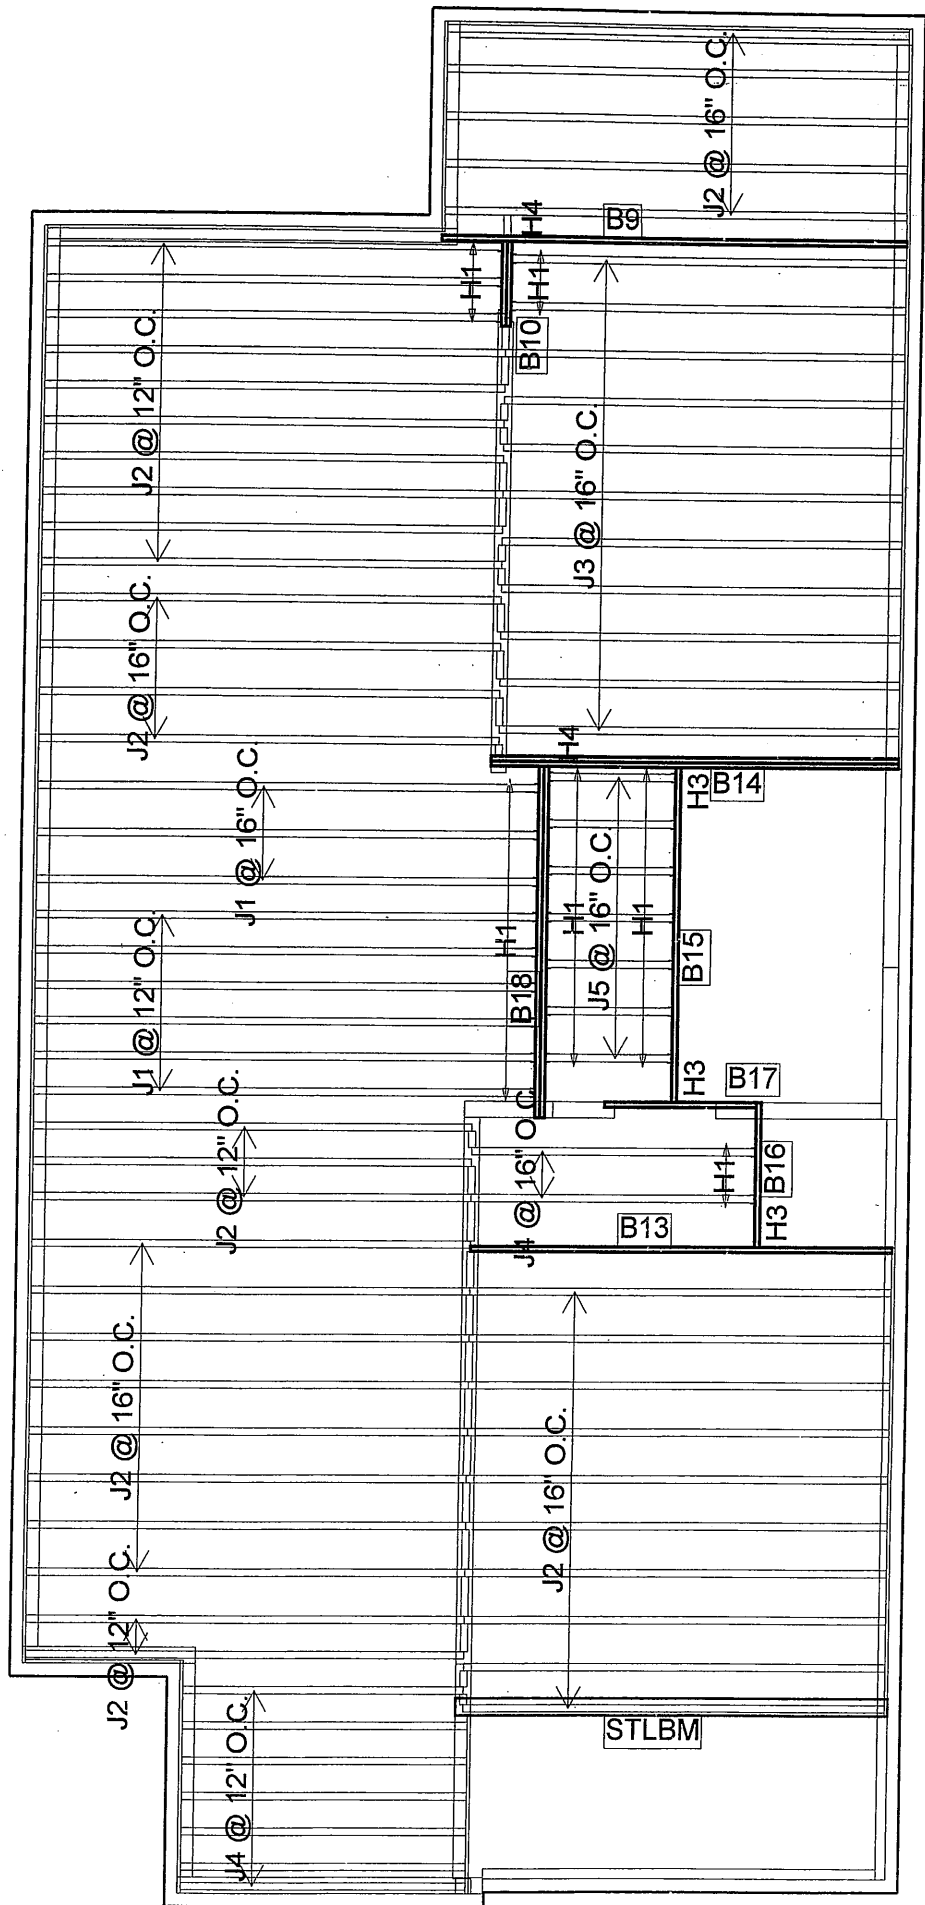 J2 @ 16" O.C.
B9
H4
H1
H1
B10
J2 @ 12" O.C.
J3 @ 16" O.C.
J2 @ 16" O.C.
H4
H3
B14
J1 @ 16" O.C.
H1
H1
J5 @ 16" O.C.
H1
B18
B15
J1 @ 12" O.C.
H3
B17
J2 @ 12" O.C.
J4 @ 16" O.C.
H1
B16
H3
B13
J2 @ 16" O.C.
J2 @ 16" O.C.
J2 @ 12" O.C.
STLBM
J4 @ 12" O.C.